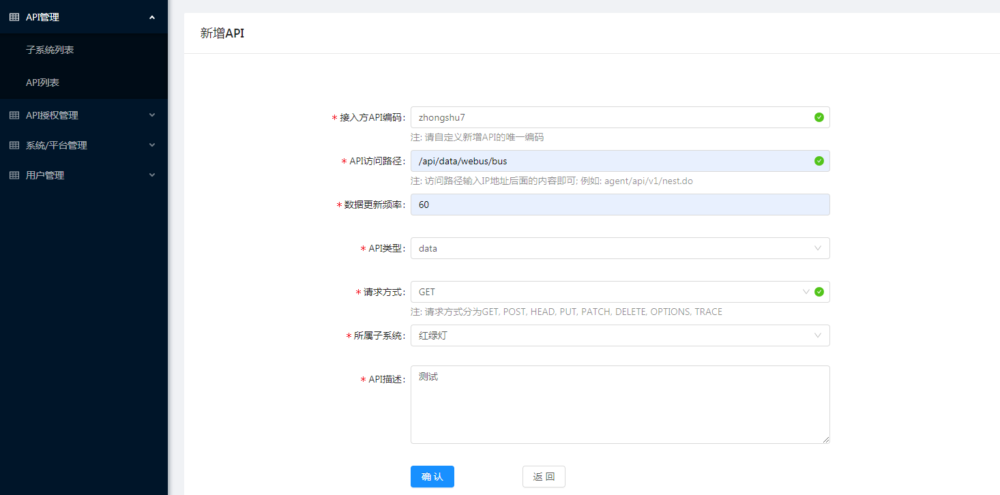 API管理
子系统列表
API列表
API授权管理
系统/平台管理
用户管理
新增API
* 接入方API编码: zhongshu7
注: 请自定义新增API的唯一编码
* API访问路径: /api/data/webus/bus
注: 访问路径输入IP地址后面的内容即可; 例如: agent/api/v1/nest.do
* 数据更新频率: 60
* API类型: data
* 请求方式: GET
注: 请求方式分为GET, POST, HEAD, PUT, PATCH, DELETE, OPTIONS, TRACE
* 所属子系统: 红绿灯
* API描述: 测试
确 认 返 回